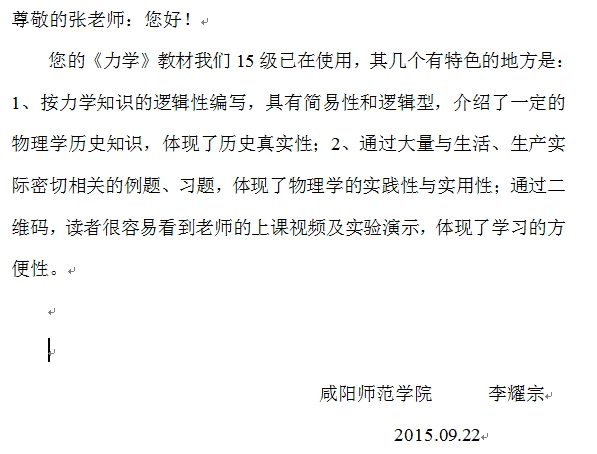 尊敬的张老师：您好！
您的《力学》教材我们 15 级已在使用，其几个有特色的地方是：
1、按力学知识的逻辑性编写，具有简易性和逻辑型，介绍了一定的
物理学历史知识，体现了历史真实性；2、通过大量与生活、生产实
际密切相关的例题、习题，体现了物理学的实践性与实用性；通过二
维码，读者很容易看到老师的上课视频及实验演示，体现了学习的方
便性。
咸阳师范学院 李耀宗
2015.09.22